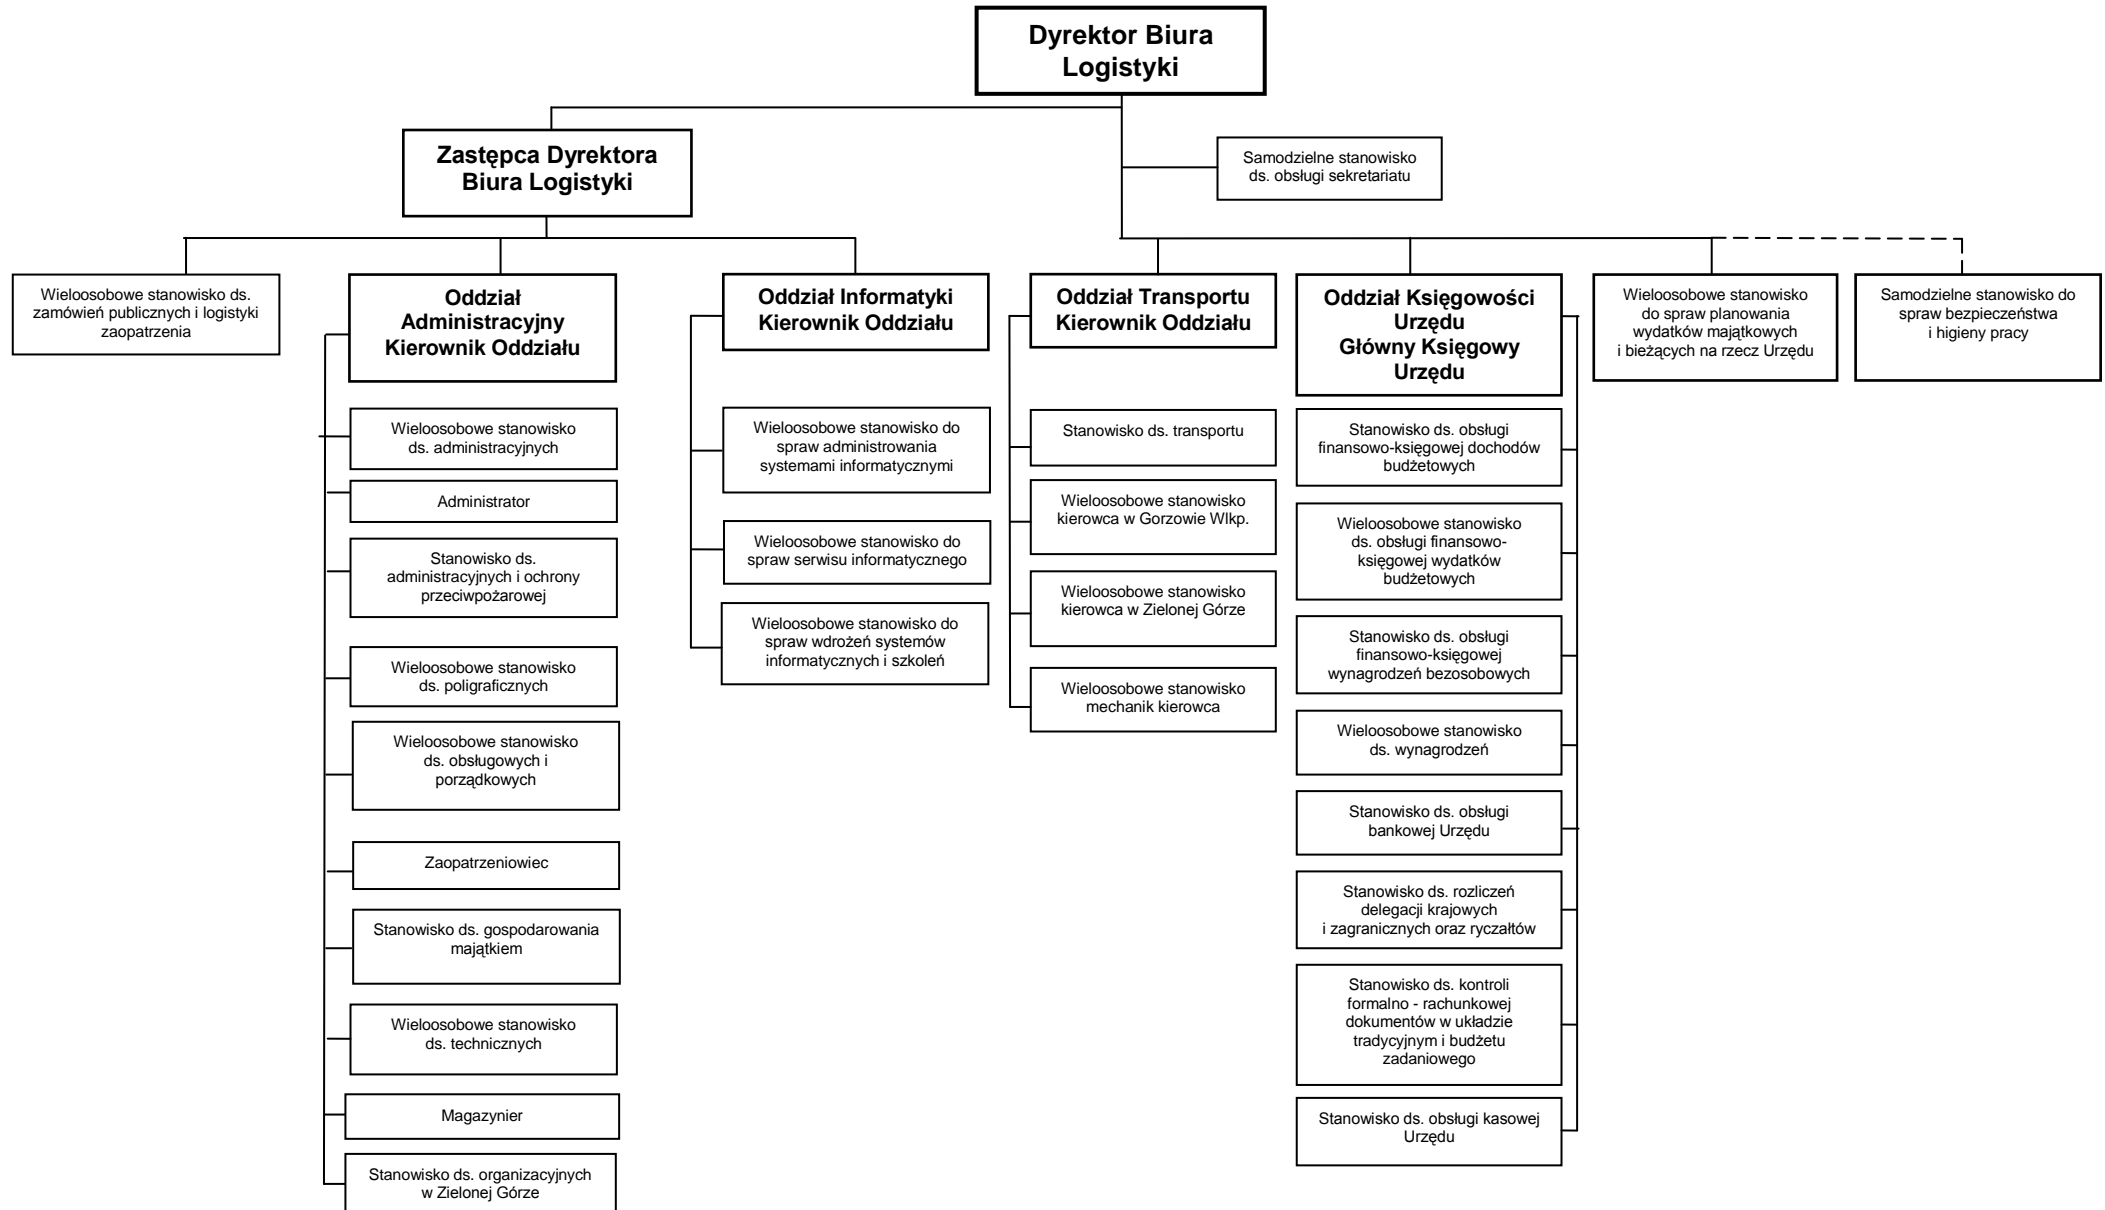 Dyrektor Biura
Logistyki
Zastępca Dyrektora
Biura Logistyki
Samodzielne stanowisko
ds. obsługi sekretariatu
Wieloosobowe stanowisko ds.
zamówień publicznych i logistyki
zaopatrzenia
Oddział
Administracyjny
Kierownik Oddziału
Wieloosobowe stanowisko
ds. administracyjnych
Administrator
Stanowisko ds.
administracyjnych i ochrony
przeciwpożarowej
Wieloosobowe stanowisko
ds. poligraficznych
Wieloosobowe stanowisko
ds. obsługowych i
porządkowych
Zaopatrzeniowiec
Stanowisko ds. gospodarowania
majątkiem
Wieloosobowe stanowisko
ds. technicznych
Magazynier
Stanowisko ds. organizacyjnych
w Zielonej Górze
Oddział Informatyki
Kierownik Oddziału
Wieloosobowe stanowisko do
spraw administrowania
systemami informatycznymi
Wieloosobowe stanowisko do
spraw serwisu informatycznego
Wieloosobowe stanowisko do
spraw wdrożeń systemów
informatycznych i szkoleń
Oddział Transportu
Kierownik Oddziału
Stanowisko ds. transportu
Wieloosobowe stanowisko
kierowca w Gorzowie Wlkp.
Wieloosobowe stanowisko
kierowca w Zielonej Górze
Wieloosobowe stanowisko
mechanik kierowca
Oddział Księgowości
Urzędu
Główny Księgowy
Urzędu
Stanowisko ds. obsługi
finansowo-księgowej dochodów
budżetowych
Wieloosobowe stanowisko
ds. obsługi finansowo-
księgowej wydatków
budżetowych
Stanowisko ds. obsługi
finansowo-księgowej
wynagrodzeń bezosobowych
Wieloosobowe stanowisko
ds. wynagrodzeń
Stanowisko ds. obsługi
bankowej Urzędu
Stanowisko ds. rozliczeń
delegacji krajowych
i zagranicznych oraz ryczałtów
Stanowisko ds. kontroli
formalno - rachunkowej
dokumentów w układzie
tradycyjnym i budżetu
zadaniowego
Stanowisko ds. obsługi kasowej
Urzędu
Wieloosobowe stanowisko
do spraw planowania
wydatków majątkowych
i bieżących na rzecz Urzędu
Samodzielne stanowisko do
spraw bezpieczeństwa
i higieny pracy